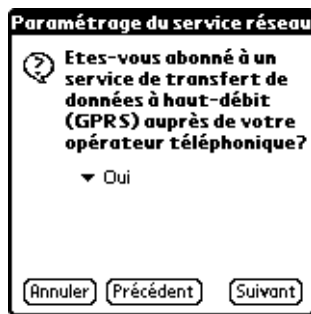 Paramétrage du service réseau
Etes-vous abonné à un
service de transfert de
données à haut-débit
(GPRS) auprès de votre
opérateur téléphonique?
Oui
Annuler Précédent Suivant